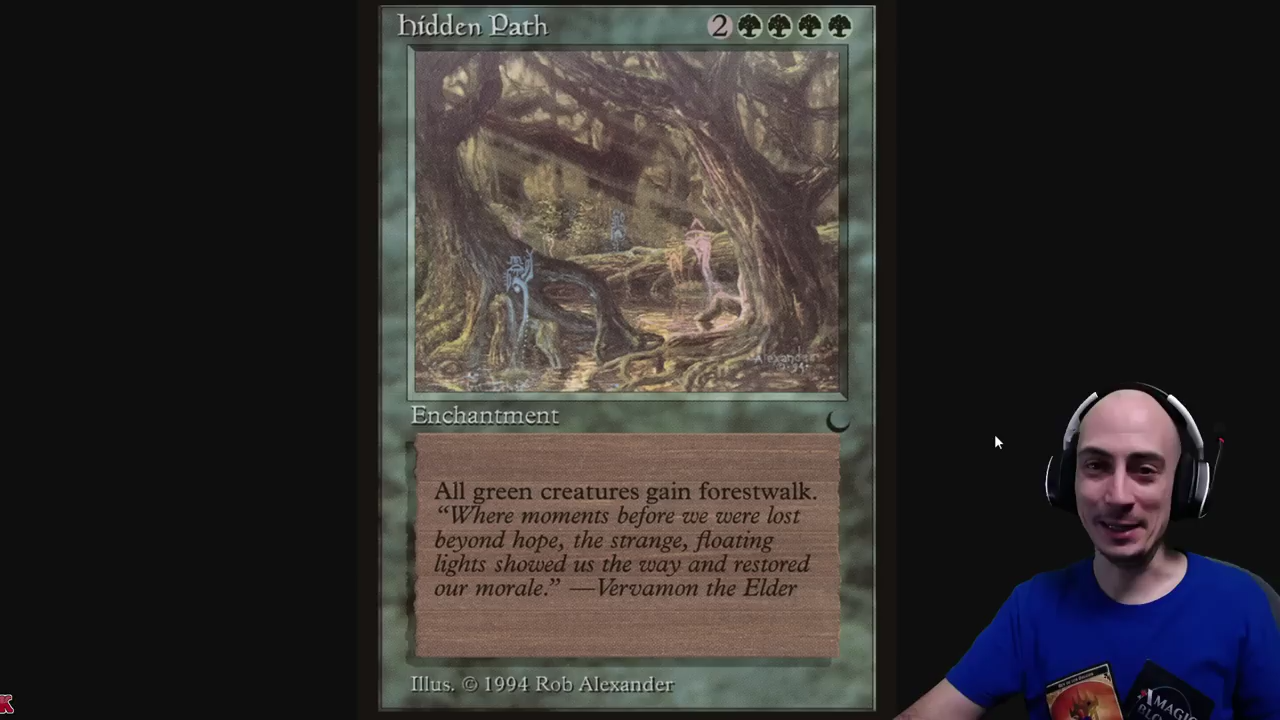 Hidden Path 2
Enchantment
All green creatures gain forestwalk.
“Where moments before we were lost
beyond hope, the strange, floating
lights showed us the way and restored
our morale.” —Vervamon the Elder
Illus. © 1994 Rob Alexander
K